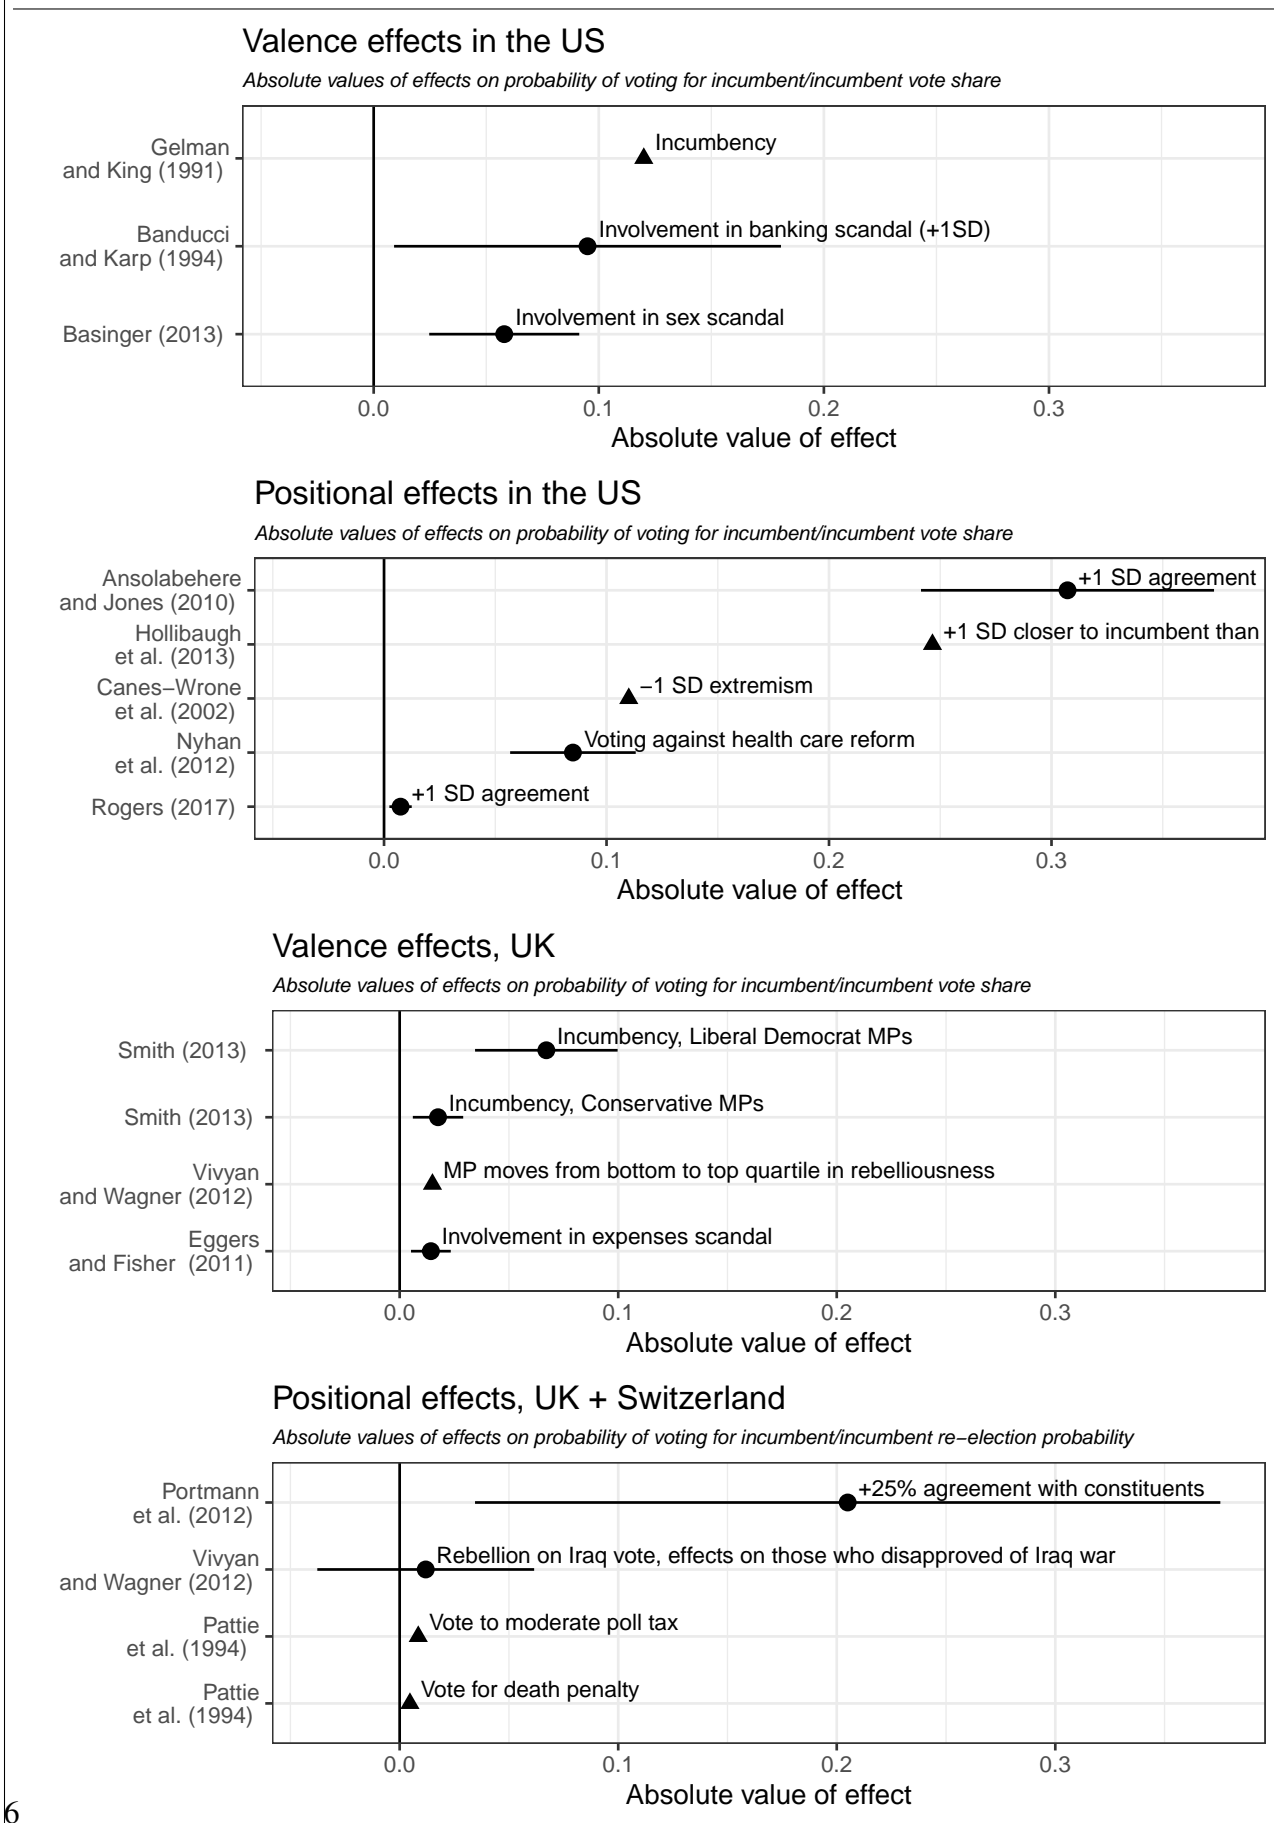 Valence effects in the US
Absolute values of effects on probability of voting for incumbent/incumbent vote share
Gelman
and King (1991)
Incumbency
Banducci
and Karp (1994)
Involvement in banking scandal (+1SD)
Basinger (2013)
Involvement in sex scandal
0.0 0.1 0.2 0.3
Absolute value of effect
Positional effects in the US
Absolute values of effects on probability of voting for incumbent/incumbent vote share
Ansolabehere
and Jones (2010)
+1 SD agreement
Hollibaugh
et al. (2013)
+1 SD closer to incumbent than
Canes−Wrone
et al. (2002)
−1 SD extremism
Nyhan
et al. (2012)
Voting against health care reform
Rogers (2017)
+1 SD agreement
0.0 0.1 0.2 0.3
Absolute value of effect
Valence effects, UK
Absolute values of effects on probability of voting for incumbent/incumbent vote share
Smith (2013)
Incumbency, Liberal Democrat MPs
Smith (2013)
Incumbency, Conservative MPs
Vivyan
and Wagner (2012)
MP moves from bottom to top quartile in rebelliousness
Eggers
and Fisher (2011)
Involvement in expenses scandal
0.0 0.1 0.2 0.3
Absolute value of effect
Positional effects, UK + Switzerland
Absolute values of effects on probability of voting for incumbent/incumbent re−election probability
Portmann
et al. (2012)
+25% agreement with constituents
Vivyan
and Wagner (2012)
Rebellion on Iraq vote, effects on those who disapproved of Iraq war
Pattie
et al. (1994)
Vote to moderate poll tax
Pattie
et al. (1994)
Vote for death penalty
0.0 0.1 0.2 0.3
Absolute value of effect
6